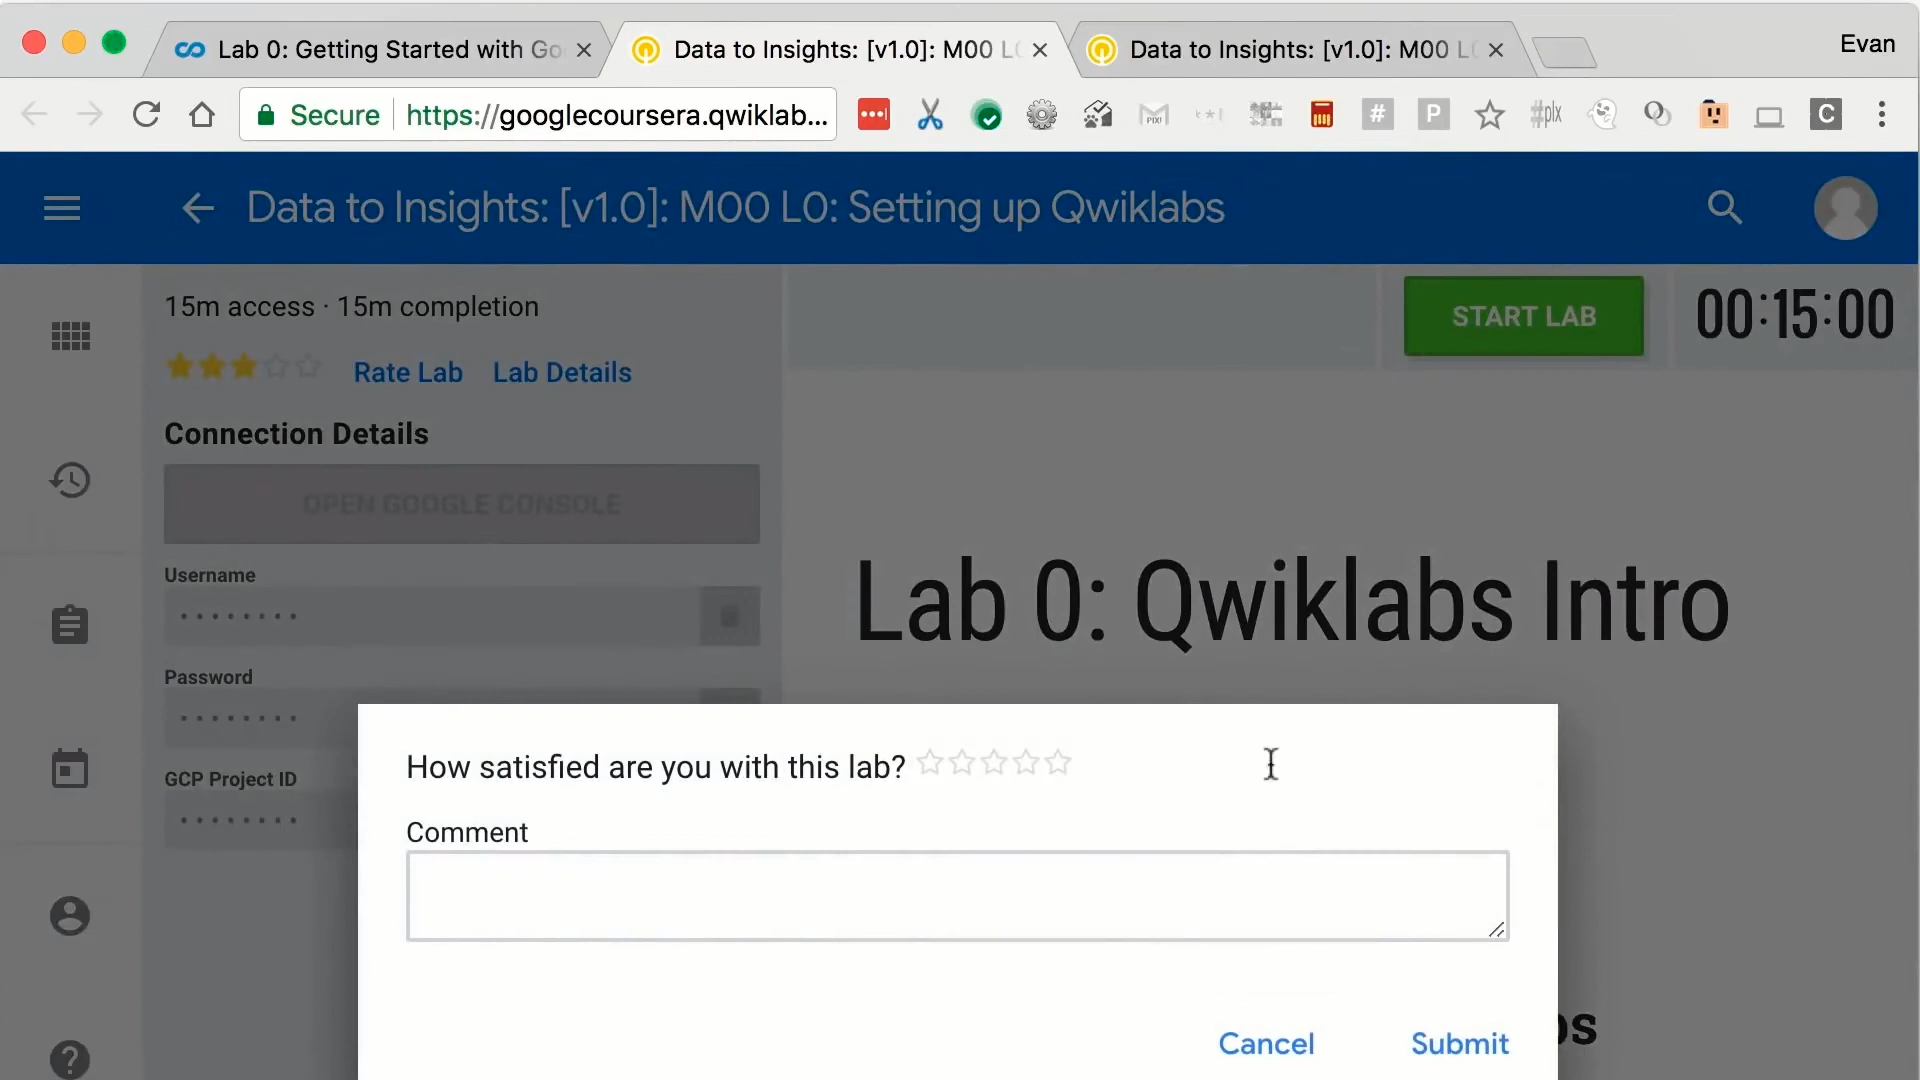 Lab 0: Getting Started with Go
Data to Insights: [v1.0]: M00 L
Data to Insights: [v1.0]: M00 L
Evan
Secure
https://googlecoursera.qwiklab...
PIX!
#
P
#plx
C
Data to Insights: [v1.0]: M00 L0: Setting up Qwiklabs
15m access · 15m completion
START LAB
00:15:00
Rate Lab
Lab Details
Connection Details
OPEN GOOGLE CONSOLE
Lab 0: Qwiklabs Intro
Username
Password
GCP Project ID
How satisfied are you with this lab?
Comment
Cancel
Submit